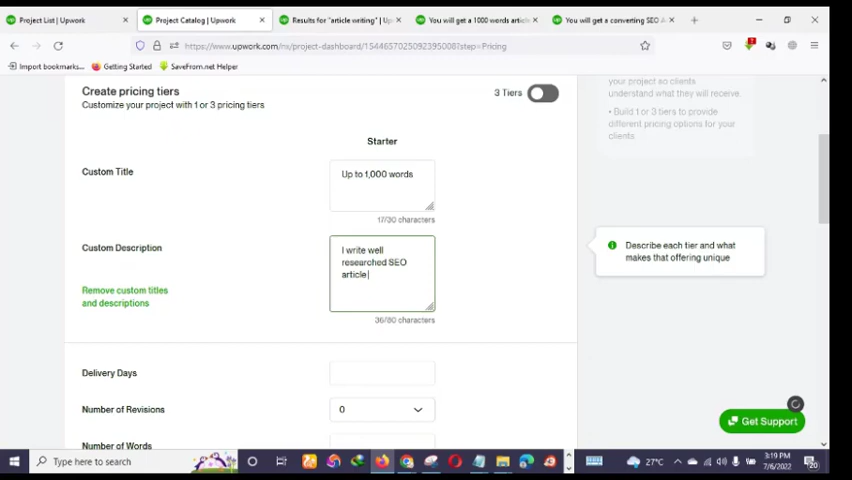 Project List | Upwork
Project Catalog | Upwork
Results for "article writing" | Up
You will get a 1000 words articl
You will get a converting SEO A
https://www.upwork.com/nx/project-dashboard/1544657025092395008?step=Pricing
Import bookmarks...
Getting Started
SaveFrom.net Helper
Create pricing tiers
3 Tiers
Customize your project with 1 or 3 pricing tiers
your project so clients
understand what they will receive.
• Build 1 or 3 tiers to provide
different pricing options for your
clients.
Starter
Custom Title
Up to 1,000 words
17/30 characters
Custom Description
I write well
researched SEO
article
Remove custom titles
and descriptions
36/80 characters
Describe each tier and what
makes that offering unique
Delivery Days
Number of Revisions
0
Number of Words
Get Support
Type here to search
27°C
3:19 PM
7/6/2022
20